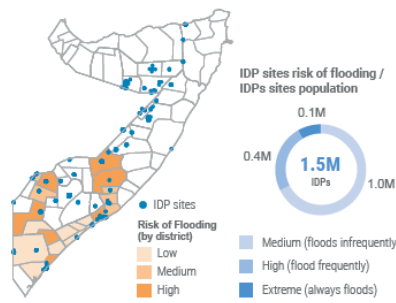 IDP sites risk of flooding /
IDPs sites population
0.1M
0.4M
1.5M
IDPs
1.0M
IDP sites
Risk of Flooding
(by district)
Low
Medium
High
Medium (floods infrequently
High (flood frequently)
Extreme (always floods)